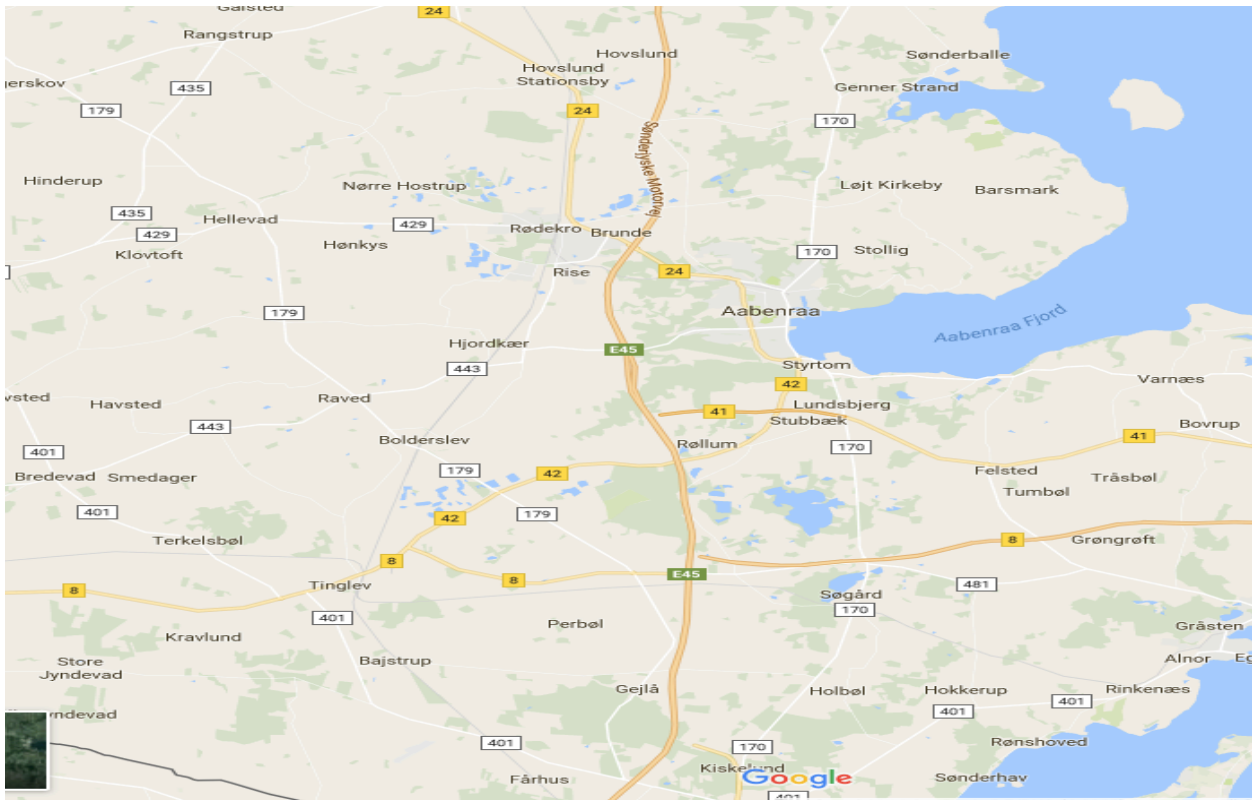 Galsted
24
Rangstrup
Hovslund
Sønderballe
Hovslund
Stationsby
gerskov
435
Genner Strand
179
24
170
Sønderjyske Motorvej
Hinderup
Nørre Hostrup
Løjt Kirkeby
Barsmark
435
Hellevad
429
Rødekro
Brunde
429
Hønkys
Klovtoft
170
Stollig
Rise
24
179
Aabenraa
Aabenraa Fjord
Hjordkær
E45
443
Styrtom
42
Varnæs
vsted
Havsted
Raved
41
Lundsbjerg
Stubbæk
443
Bolderslev
Røllum
170
41
Bovrup
401
179
42
Felsted
Bredevad
Smedager
Tråsbøl
Tumbøl
401
42
179
Terkelsbøl
8
Grøngrøft
8
E45
8
Tinglev
8
481
Søgård
401
170
Perbøl
Gråsten
Kravlund
Store
Jyndevad
Bajstrup
Alnor
Eg
Gejlå
Holbøl
Hokkerup
Rinkenæs
401
401
yndevad
401
170
Rønshoved
Kiskelund
Google
Fårhus
Sønderhav
401